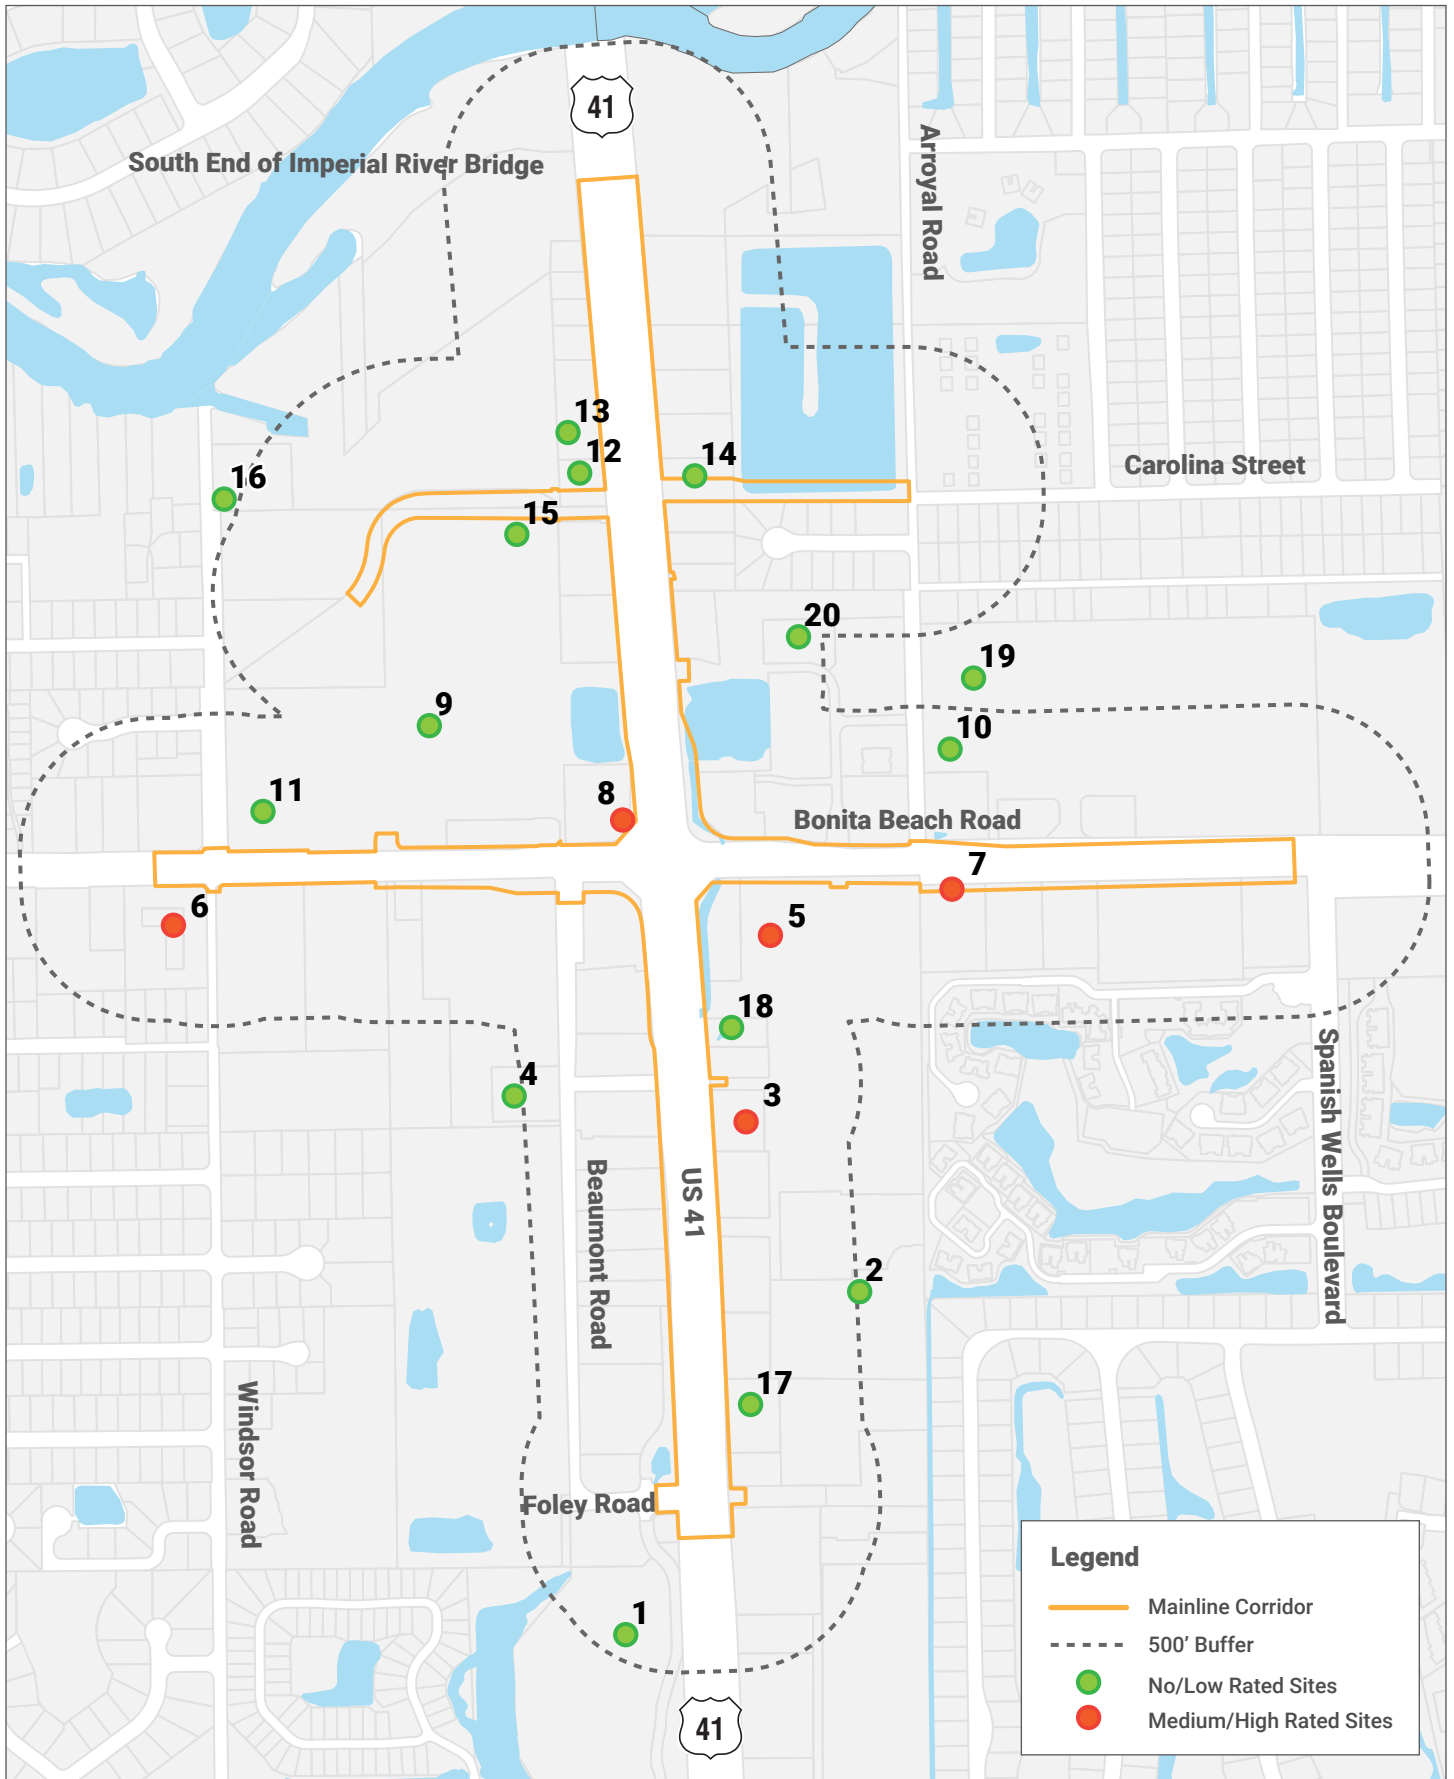 41
South End of Imperial River Bridge
Arroyal Road
13
12
14
Carolina Street
16
15
20
19
9
10
11
8
Bonita Beach Road
7
6
5
18
4
3
Spanish Wells Boulevard
Beaumont Road
US 41
2
17
Windsor Road
Foley Road
1
41
Legend
Mainline Corridor
500’ Buffer
No/Low Rated Sites
Medium/High Rated Sites